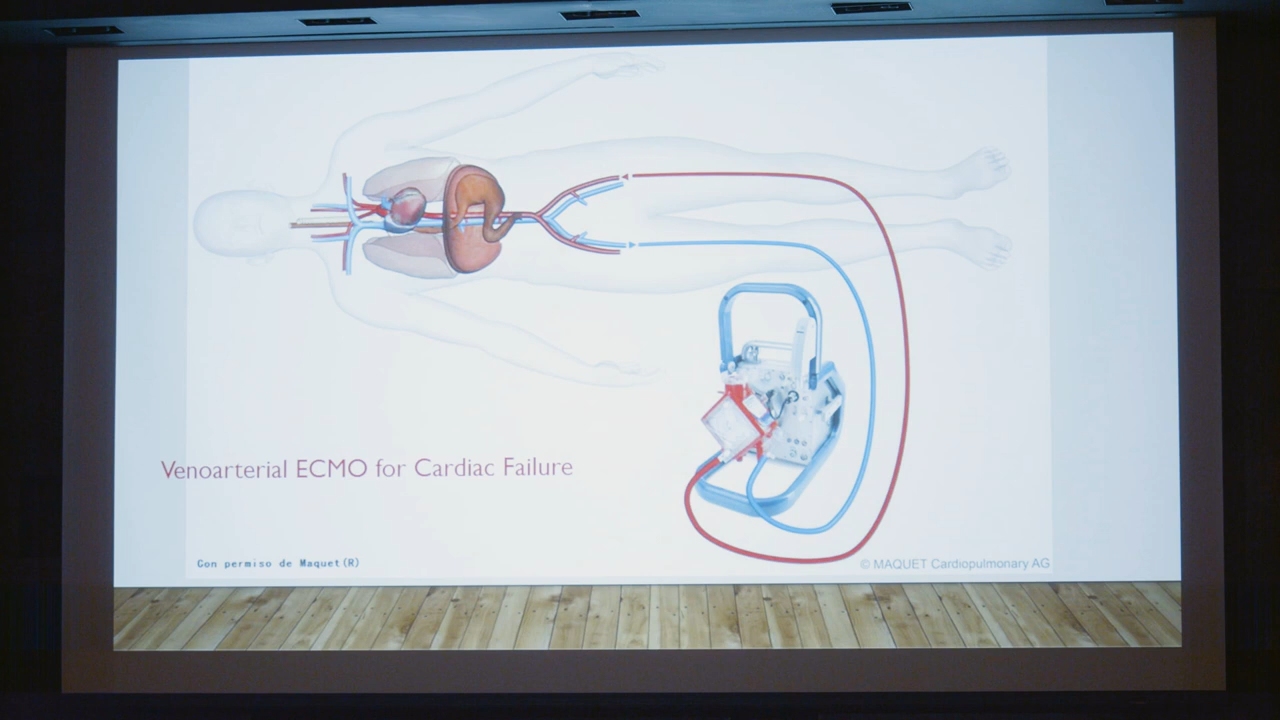 Venoarterial ECMO for Cardiac Failure
Con permiso de Maquet(R)
© MAQUET Cardiopulmonary AG